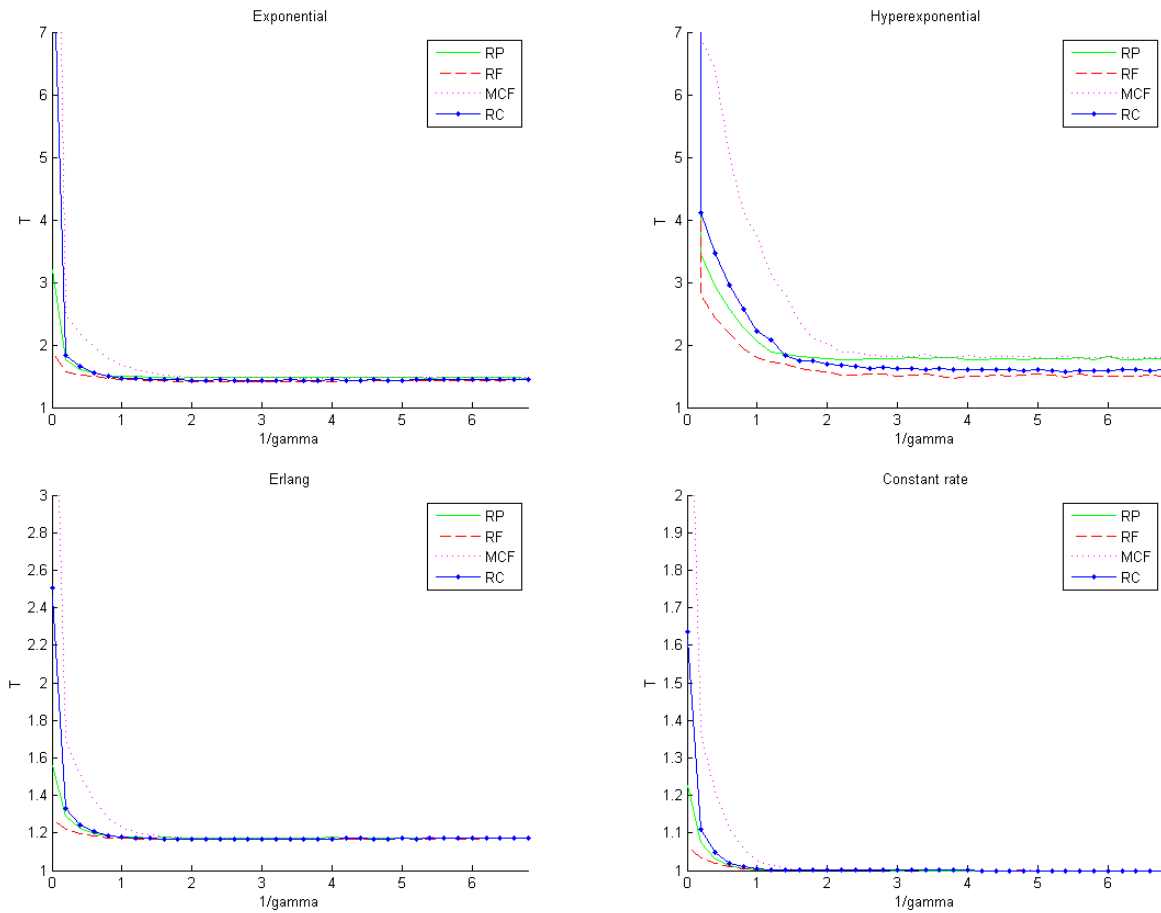 Exponential
7
6
5
4
3
2
1
T
0 1 2 3 4 5 6
1/gamma
RP
RF
MCF
RC
Hyperexponential
7
6
5
4
3
2
1
T
0 1 2 3 4 5 6
1/gamma
RP
RF
MCF
RC
Erlang
3
2.8
2.6
2.4
2.2
2
1.8
1.6
1.4
1.2
1
T
0 1 2 3 4 5 6
1/gamma
RP
RF
MCF
RC
Constant rate
2
1.9
1.8
1.7
1.6
1.5
1.4
1.3
1.2
1.1
1
T
0 1 2 3 4 5 6
1/gamma
RP
RF
MCF
RC